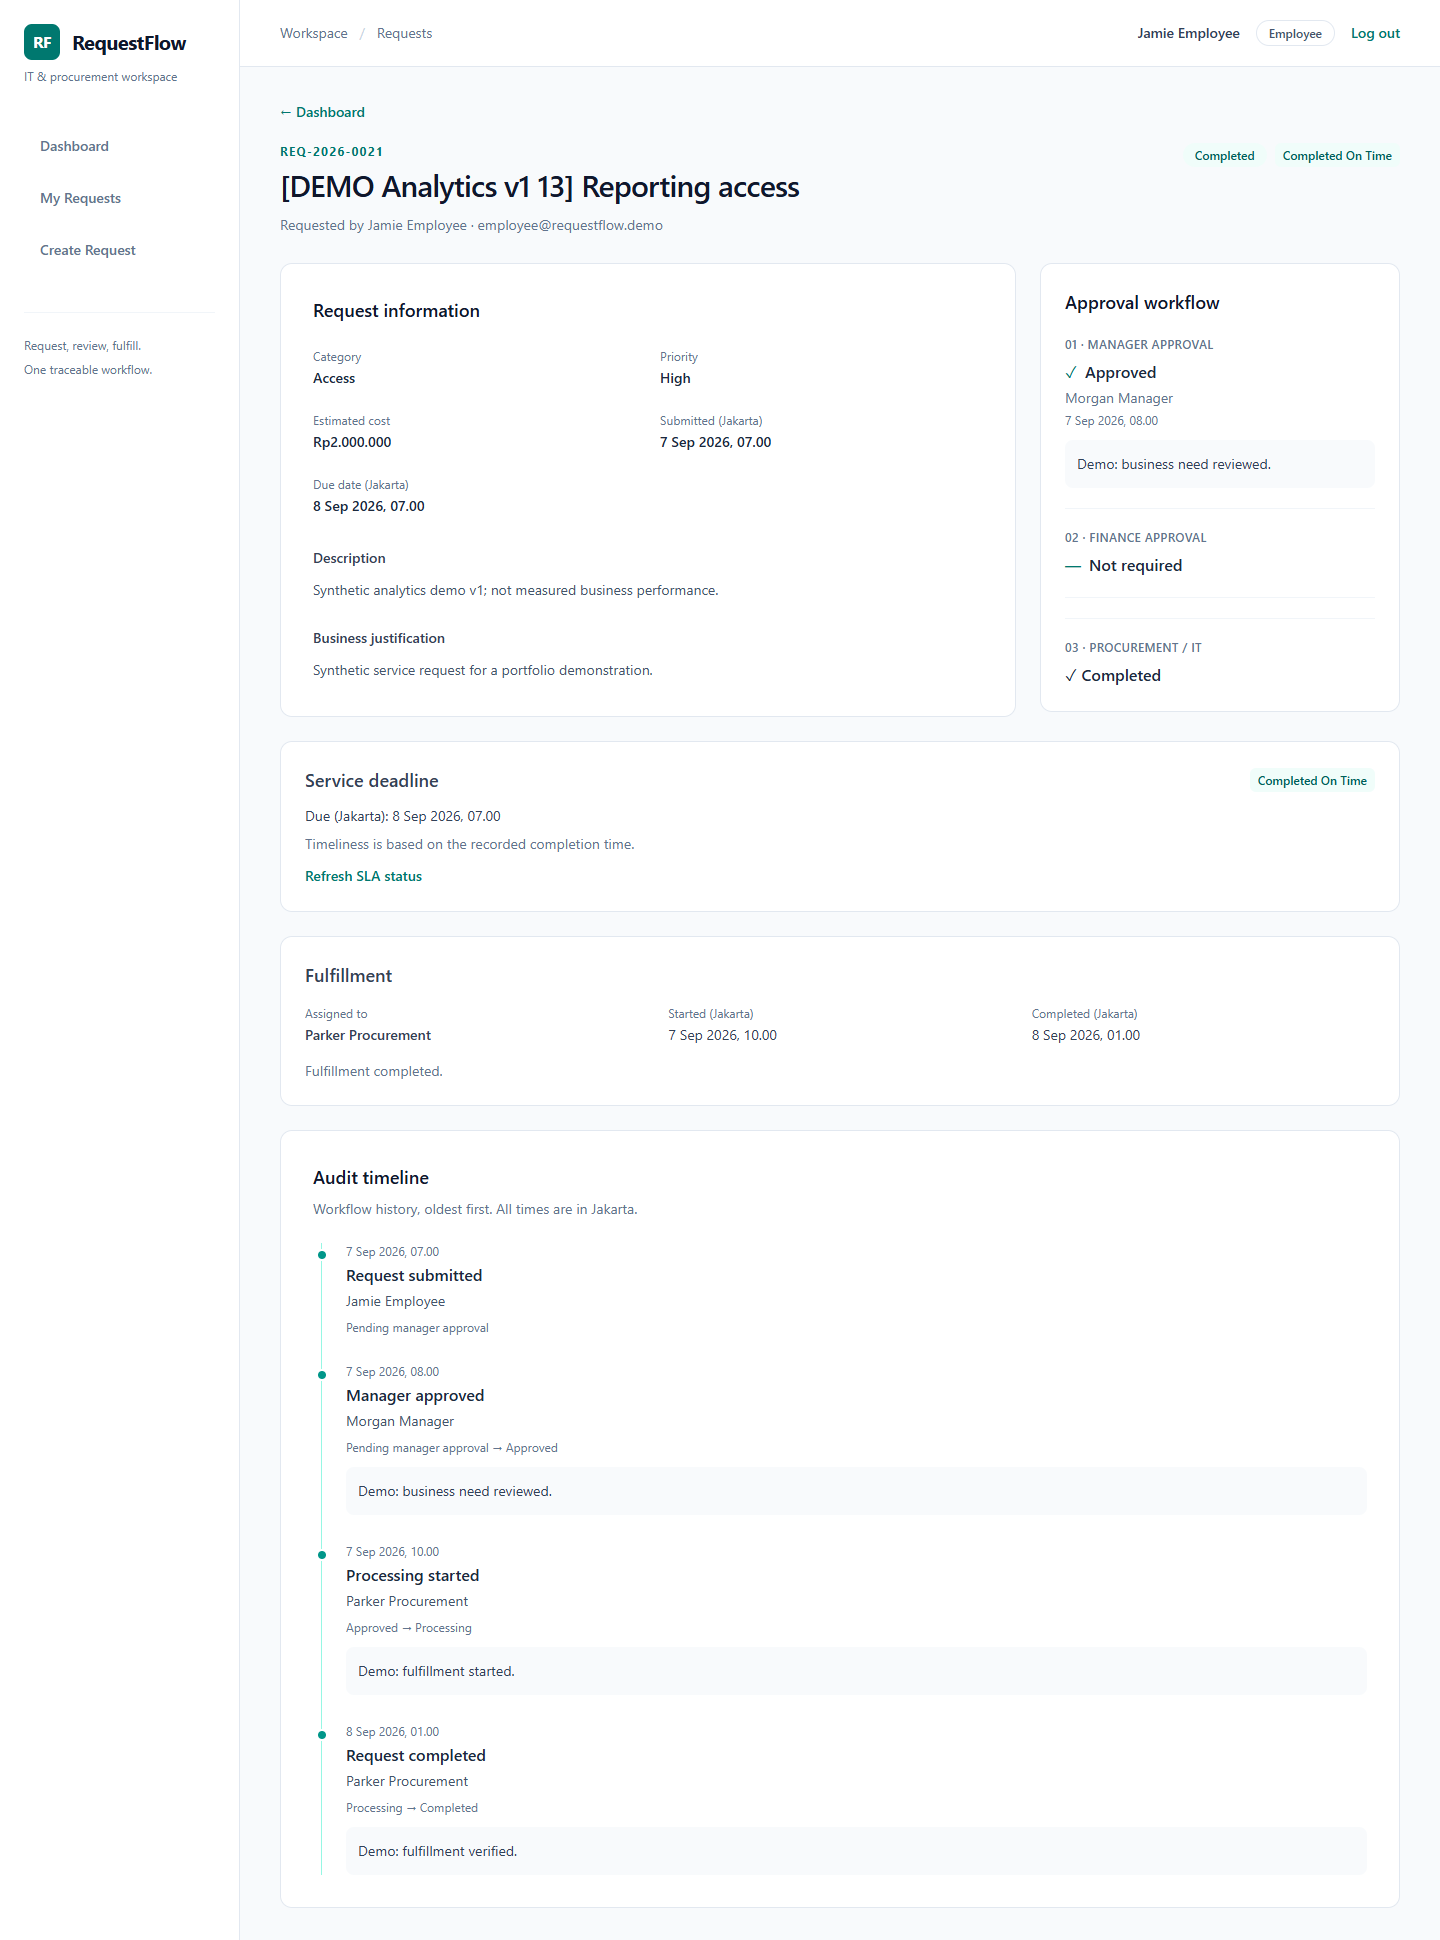 RF RequestFlow
IT & procurement workspace
Dashboard
My Requests
Create Request
Request, review, fulfill.
One traceable workflow.
Workspace / Requests
Jamie Employee Employee Log out
← Dashboard
REQ-2026-0021
Completed Completed On Time
[DEMO Analytics v1 13] Reporting access
Requested by Jamie Employee · employee@requestflow.demo
Request information
Category Priority
Access High
Estimated cost Submitted (Jakarta)
Rp2.000.000 7 Sep 2026, 07.00
Due date (Jakarta)
8 Sep 2026, 07.00
Description
Synthetic analytics demo v1; not measured business performance.
Business justification
Synthetic service request for a portfolio demonstration.
Approval workflow
01 · MANAGER APPROVAL
✓ Approved
Morgan Manager
7 Sep 2026, 08.00
Demo: business need reviewed.
02 · FINANCE APPROVAL
— Not required
03 · PROCUREMENT / IT
✓ Completed
Service deadline Completed On Time
Due (Jakarta): 8 Sep 2026, 07.00
Timeliness is based on the recorded completion time.
Refresh SLA status
Fulfillment
Assigned to Started (Jakarta) Completed (Jakarta)
Parker Procurement 7 Sep 2026, 10.00 8 Sep 2026, 01.00
Fulfillment completed.
Audit timeline
Workflow history, oldest first. All times are in Jakarta.
7 Sep 2026, 07.00
Request submitted
Jamie Employee
Pending manager approval
7 Sep 2026, 08.00
Manager approved
Morgan Manager
Pending manager approval → Approved
Demo: business need reviewed.
7 Sep 2026, 10.00
Processing started
Parker Procurement
Approved → Processing
Demo: fulfillment started.
8 Sep 2026, 01.00
Request completed
Parker Procurement
Processing → Completed
Demo: fulfillment verified.